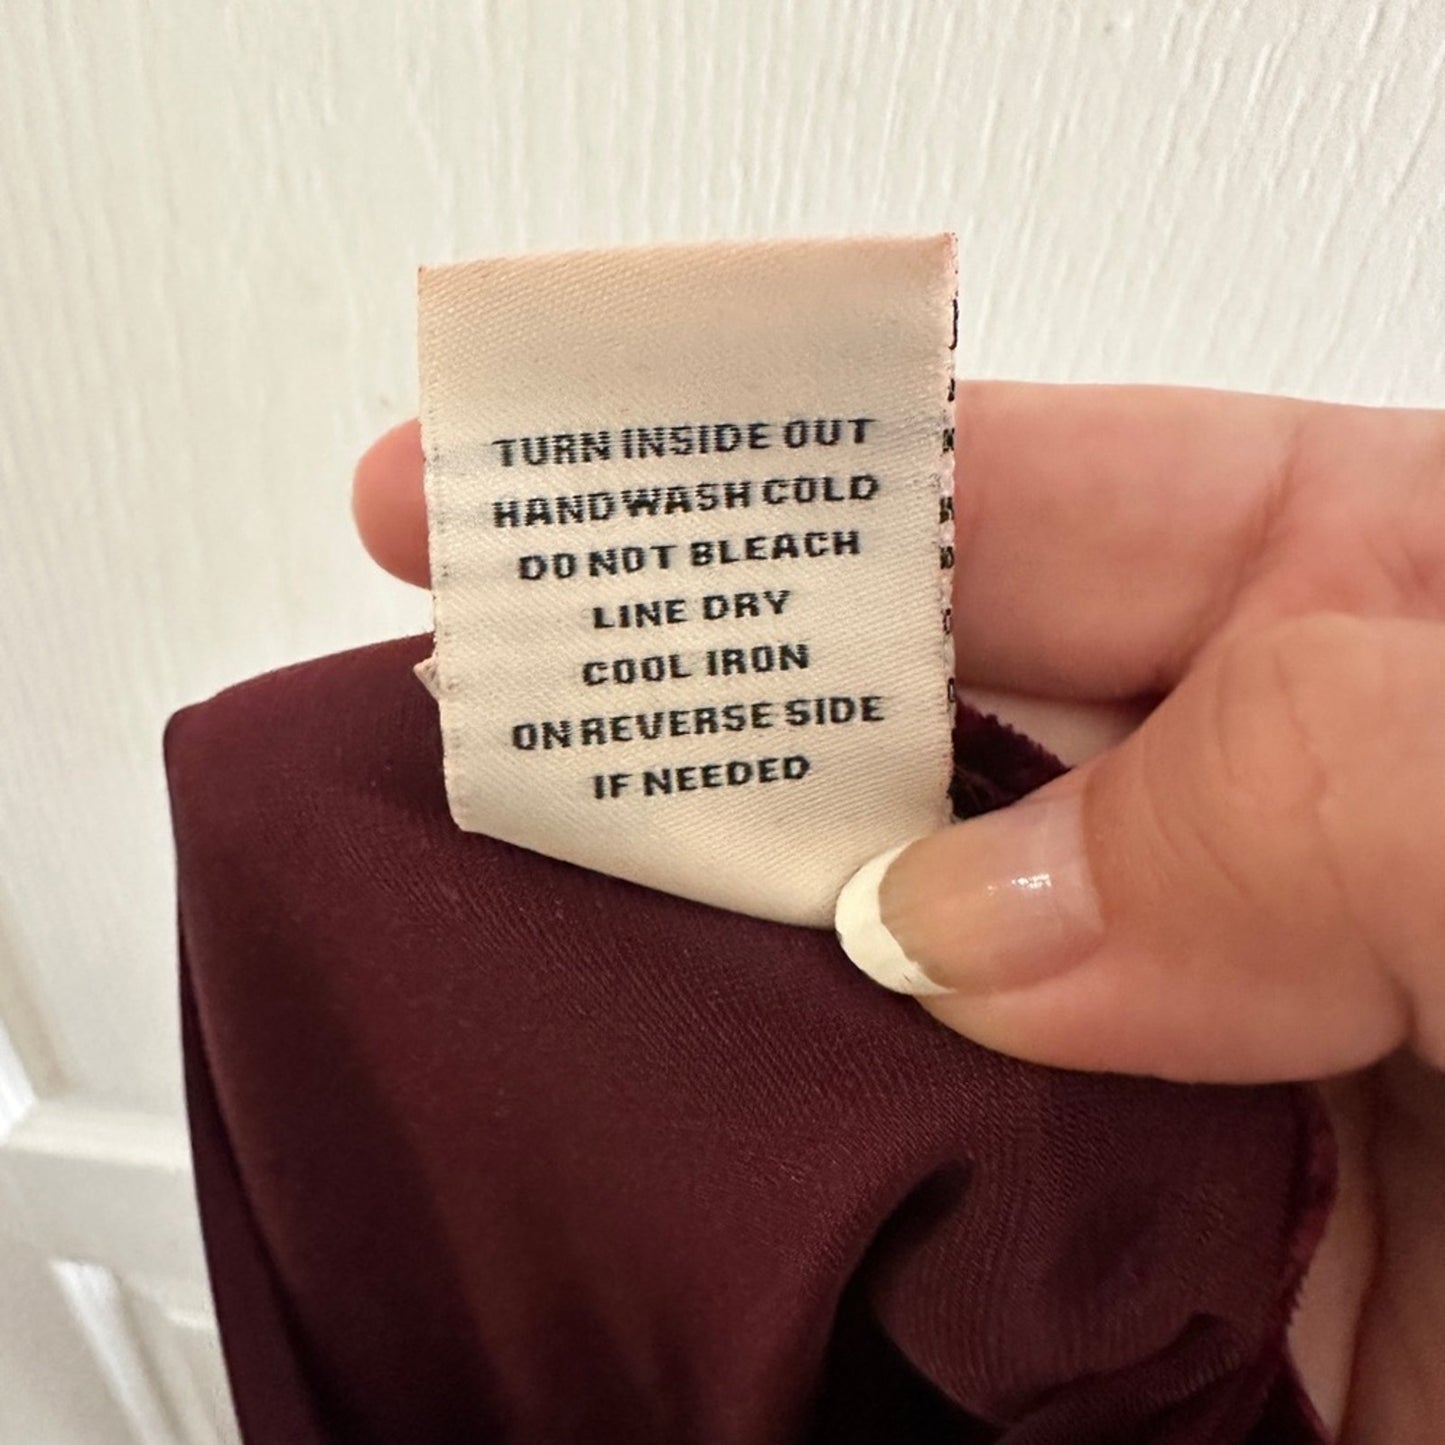 TURN INSIDE OUT
HAND WASH COLD
DO NOT BLEACH
LINE DRY
COOL IRON
ON REVERSE SIDE
IF NEEDED